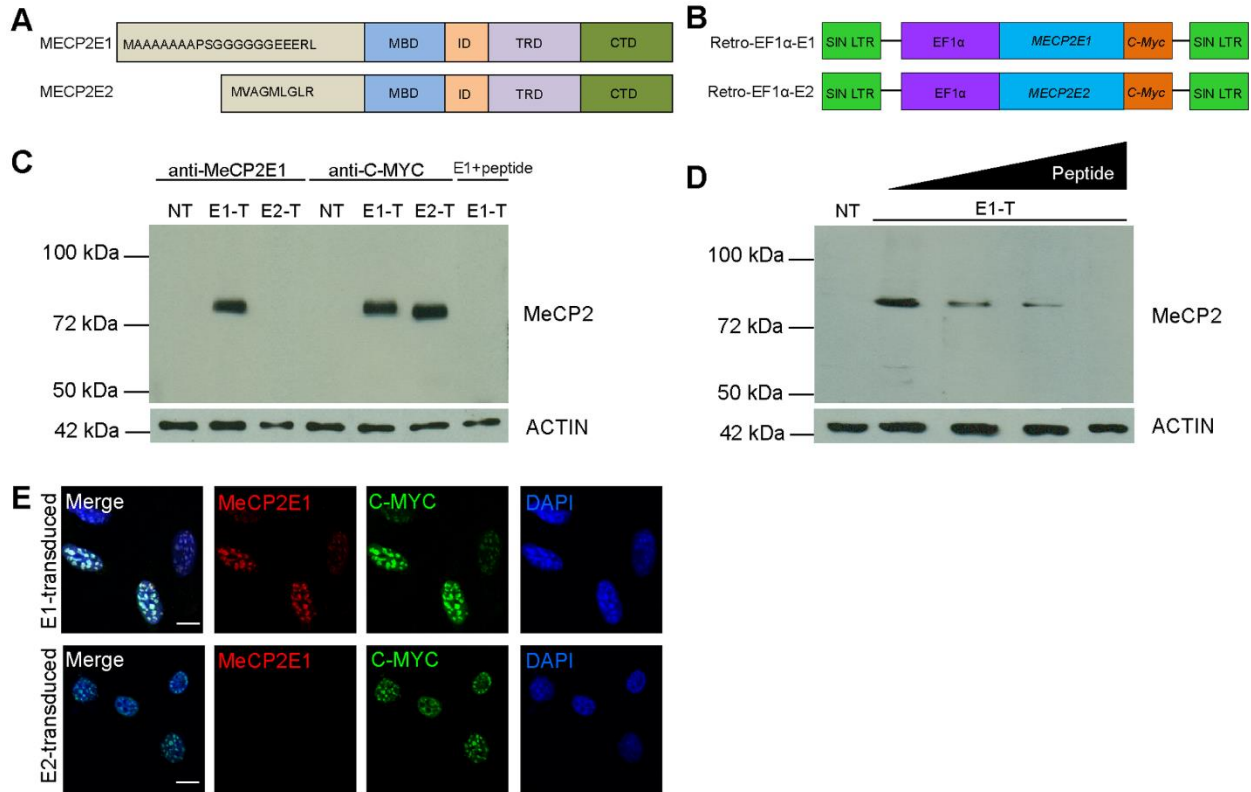 A
MECP2E1 MAAAAAAAPSGGGGGGEEERL MBD ID TRD CTD
MECP2E2 MVAGMLGLR MBD ID TRD CTD
B
Retro-EF1α-E1 SIN LTR EF1α MECP2E1 C-Myc SIN LTR
Retro-EF1α-E2 SIN LTR EF1α MECP2E2 C-Myc SIN LTR
C
anti-MeCP2E1 anti-C-MYC E1+peptide
NT E1-T E2-T NT E1-T E2-T E1-T
100 kDa
72 kDa
MeCP2
50 kDa
42 kDa
ACTIN
D
Peptide
NT E1-T
100 kDa
72 kDa
MeCP2
50 kDa
42 kDa
ACTIN
E
E1-transduced
Merge MeCP2E1 C-MYC DAPI
E2-transduced
Merge MeCP2E1 C-MYC DAPI